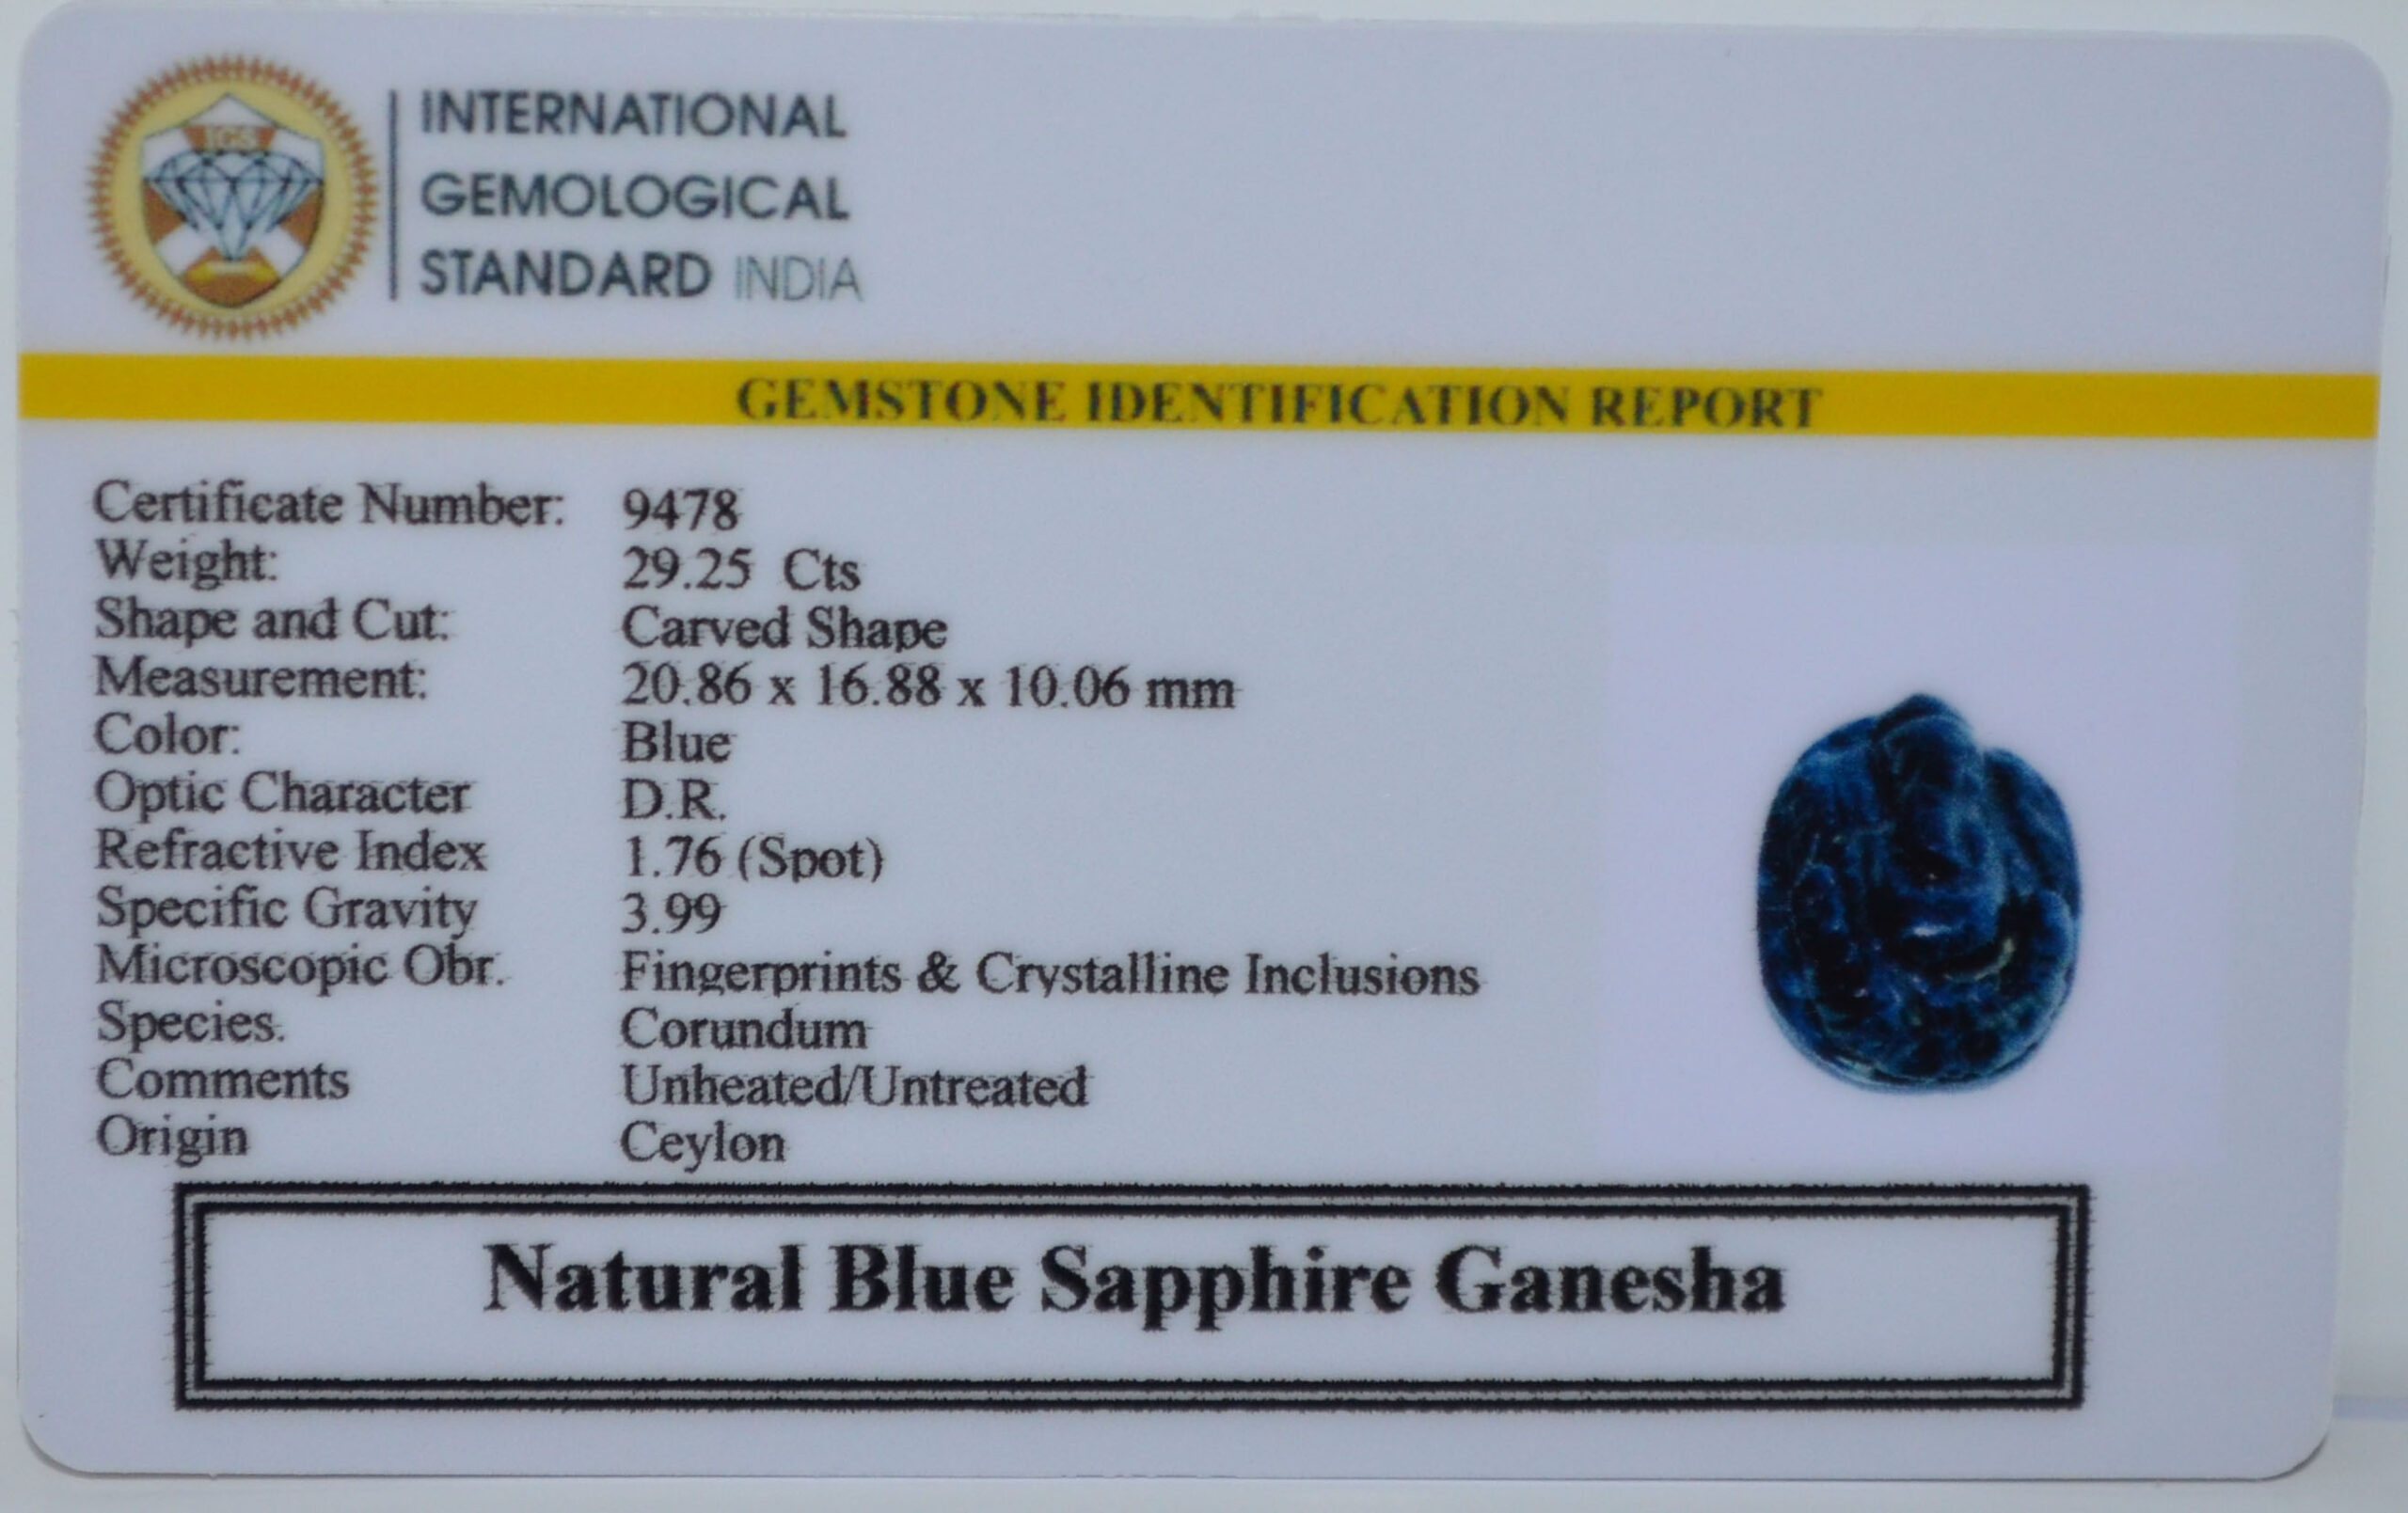 IGS
INTERNATIONAL
GEMOLOGICAL
STANDARD INDIA
GEMSTONE IDENTIFICATION REPORT
Certificate Number: 9478
Weight: 29.25 Cts
Shape and Cut: Carved Shape
Measurement: 20.86 x 16.88 x 10.06 mm
Color: Blue
Optic Character D.R.
Refractive Index 1.76 (Spot)
Specific Gravity 3.99
Microscopic Obr. Fingerprints & Crystalline Inclusions
Species. Corundum
Comments Unheated/Untreated
Origin Ceylon
Natural Blue Sapphire Ganesha